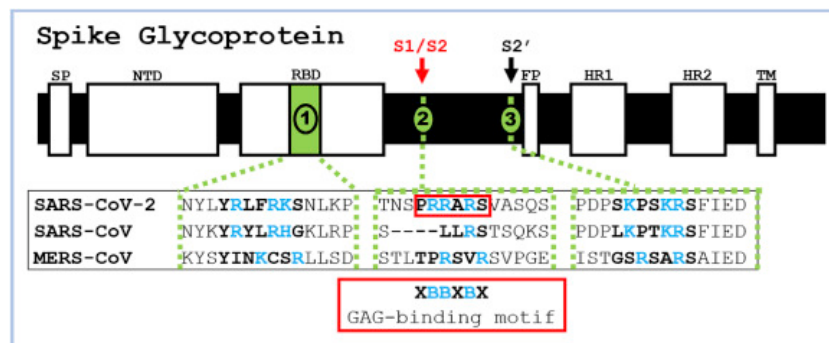 Spike Glycoprotein
S1/S2 S2'
SP NTD RBD FP HR1 HR2 TM
1 2 3
SARS-CoV-2 NYLYRLFRKSNLKP TNSPRRARSVASQS PDPSKPSKRSFIED
SARS-CoV NYKYRYLRHGKLRP S----LLRSTSQKS PDPLKPTKRSFIED
MERS-CoV KYSYINKCSRLLSD STLTPRSVRSVPGE ISTGSRSARSAIED
XBBXBX
GAG-binding motif